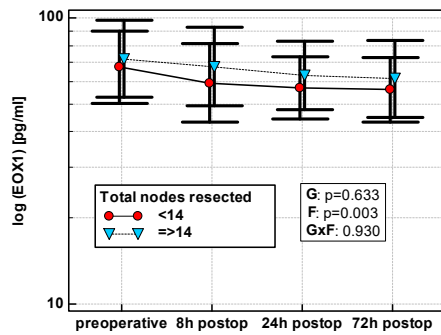 100
log (EOX1) [pg/ml]
Total nodes resected
<14
=>14
G: p=0.633
F: p=0.003
GxF: 0.930
10
preoperative 8h postop 24h postop 72h postop